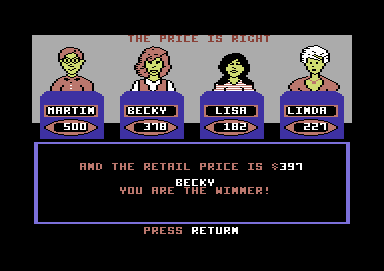 THE PRICE IS RIGHT
MARTIN BECKY LISA LINDA
500 378 182 227
AND THE RETAIL PRICE IS $397
BECKY
YOU ARE THE WINNER!
PRESS RETURN